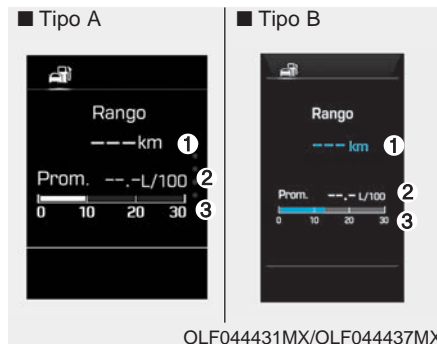 ■ Tipo A
Rango
---km ①
Prom. --.-L/100 ②
③
0 10 20 30
■ Tipo B
Rango
--- km ①
Prom. --.- L/100 ②
③
0 10 20 30
OLF044431MX/OLF044437MX